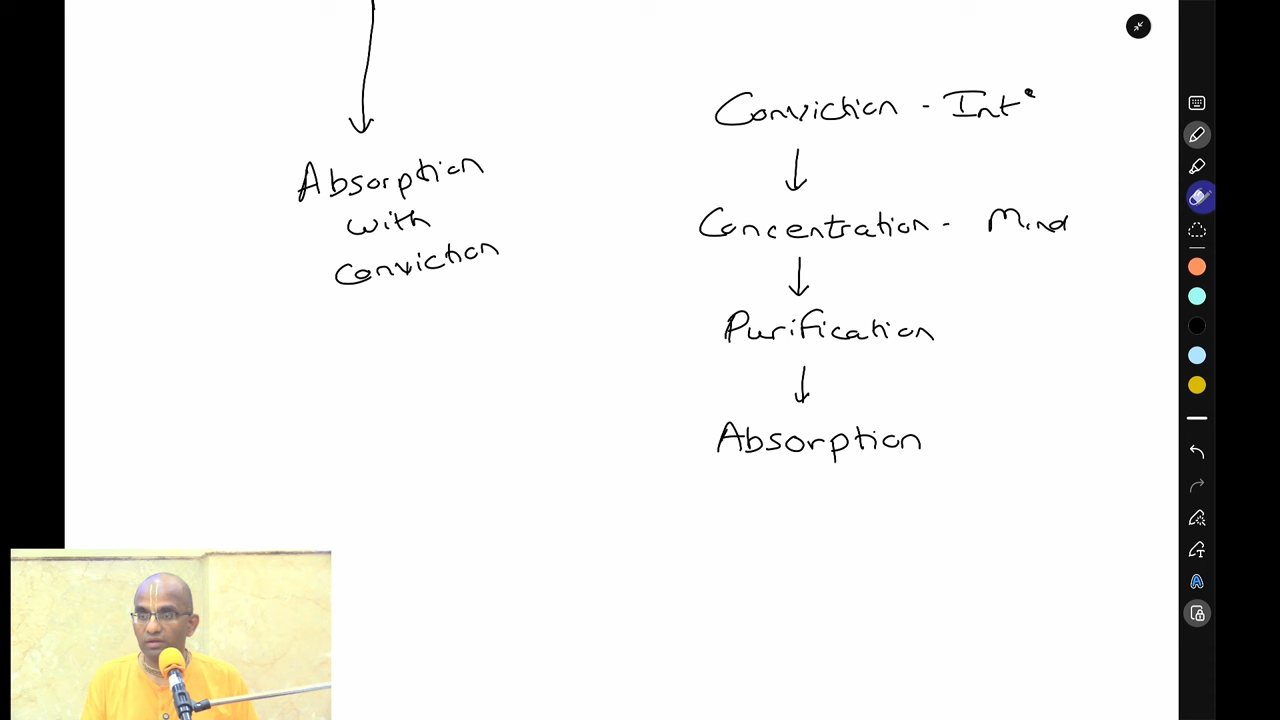 Absorption
with
conviction
Conviction - Int°
Concentration - Mind
Purification
Absorption